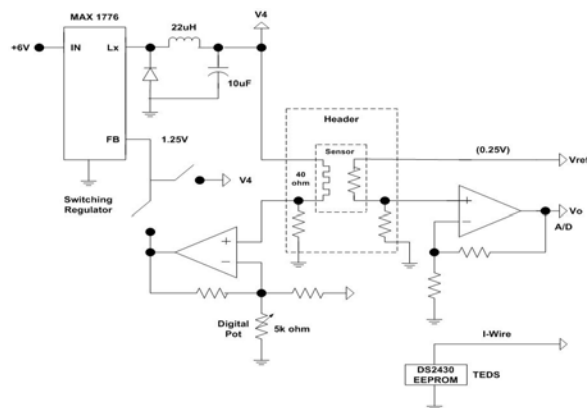 MAX 1776
22uH
V4
+6V
IN
Lx
10uF
Header
FB
1.25V
Sensor
(0.25V)
Vref
40
ohm
V4
Switching
Regulator
+
−
+
−
Vo
A/D
Digital
Pot
5k ohm
I-Wire
DS2430
EEPROM
TEDS